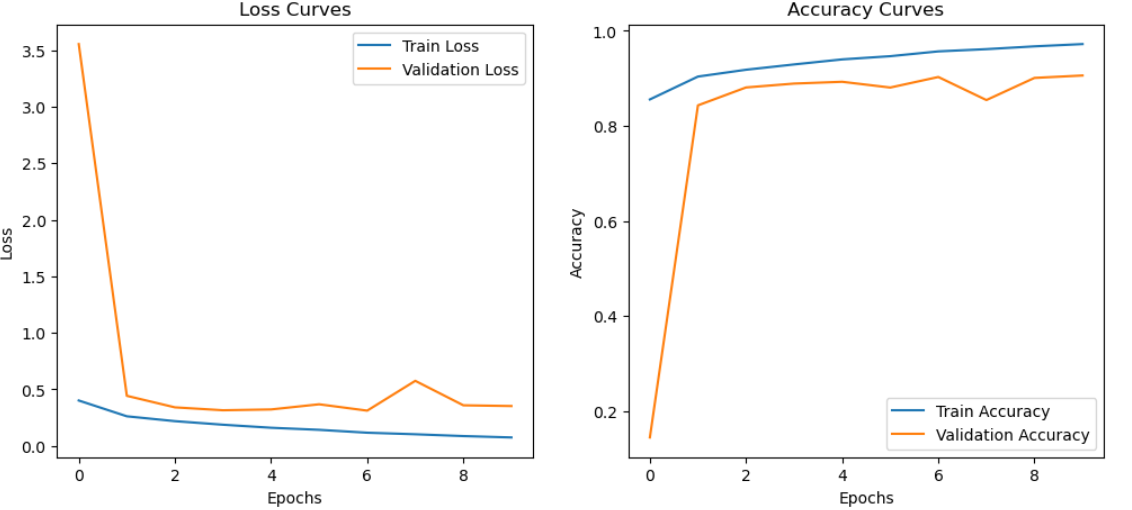 Loss Curves
Train Loss
Validation Loss
3.5
3.0
2.5
2.0
1.5
1.0
0.5
0.0
Loss
0 2 4 6 8
Epochs
Accuracy Curves
1.0
0.8
0.6
0.4
0.2
Accuracy
Train Accuracy
Validation Accuracy
0 2 4 6 8
Epochs